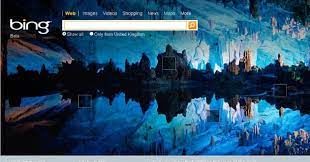 Web | Images Videos Shopping News Maps More
bing
Beta
Show all Only from United Kingdom